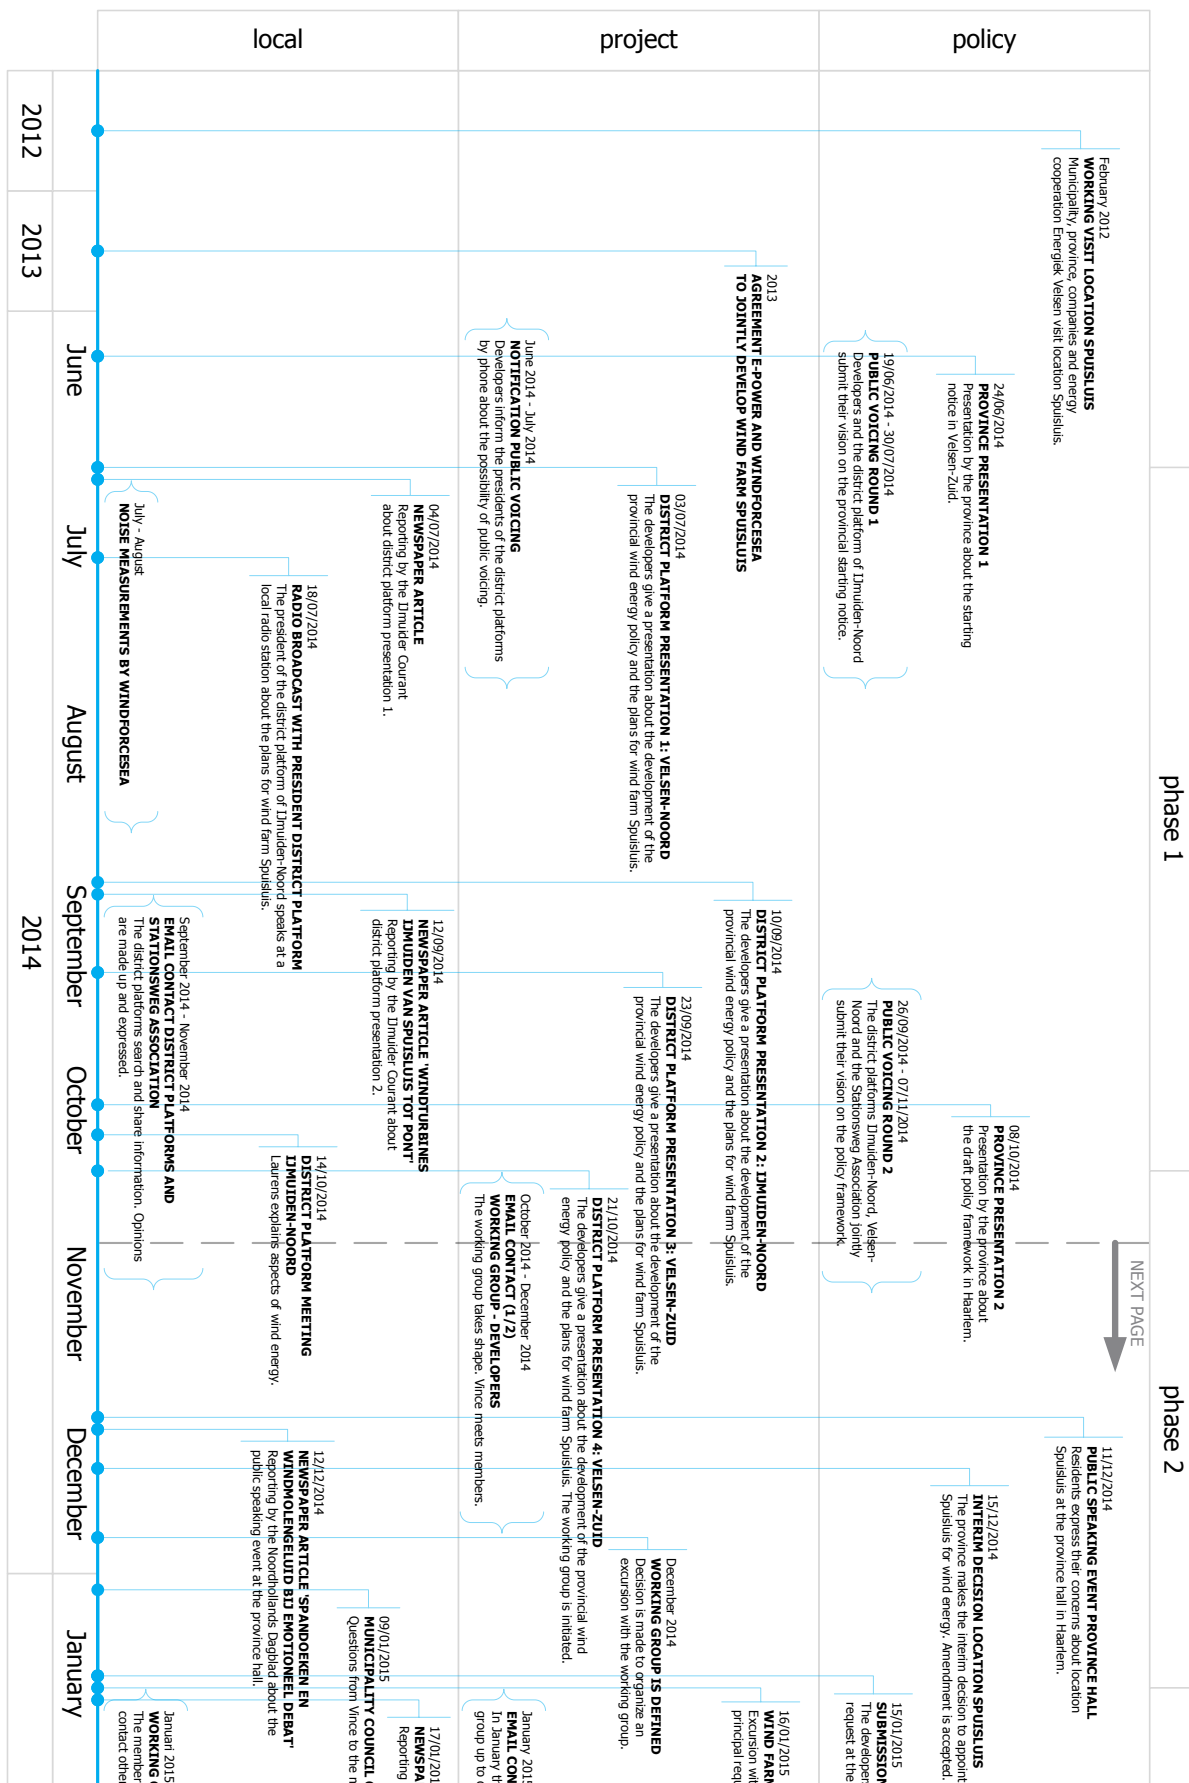 phase 1
phase 2
NEXT PAGE
policy
February 2012
WORKING VISIT LOCATION SPUISLUIS
Municipality, province, companies and energy
cooperation Energiek Velsen visit location Spuisluis.
24/06/2014
PROVINCE PRESENTATION 1
Presentation by the province about the starting
notice in Velsen-Zuid.
19/06/2014 - 30/07/2014
PUBLIC VOICING ROUND 1
Developers and the district platform of IJmuiden-Noord
submit their vision on the provincial starting notice.
26/09/2014 - 07/11/2014
PUBLIC VOICING ROUND 2
The district platforms IJmuiden-Noord, Velsen-
Noord and the Stationsweg Association jointly
submit their vision on the policy framework.
08/10/2014
PROVINCE PRESENTATION 2
Presentation by the province about
the draft policy framework in Haarlem.
11/12/2014
PUBLIC SPEAKING EVENT PROVINCE HALL
Residents express their concerns about location
Spuisluis at the province hall in Haarlem.
15/12/2014
INTERIM DECISION LOCATION SPUISLUIS
The province makes the interim decision to appoint
Spuisluis for wind energy. Amendment is accepted.
15/01/2015
SUBMISSION
The develope
request at the
project
2013
AGREEMENT E-POWER AND WINDFORCESEA
TO JOINTLY DEVELOP WIND FARM SPUISLUIS
June 2014 - July 2014
NOTIFICATION PUBLIC VOICING
Developers inform the presidents of the district platforms
by phone about the possibility of public voicing.
03/07/2014
DISTRICT PLATFORM PRESENTATION 1: VELSEN-NOORD
The developers give a presentation about the development of the
provincial wind energy policy and the plans for wind farm Spuisluis.
10/09/2014
DISTRICT PLATFORM PRESENTATION 2: IJMUIDEN-NOORD
The developers give a presentation about the development of the
provincial wind energy policy and the plans for wind farm Spuisluis.
23/09/2014
DISTRICT PLATFORM PRESENTATION 3: VELSEN-ZUID
The developers give a presentation about the development of the
provincial wind energy policy and the plans for wind farm Spuisluis.
21/10/2014
DISTRICT PLATFORM PRESENTATION 4: VELSEN-ZUID
The developers give a presentation about the development of the provincial wind
energy policy and the plans for wind farm Spuisluis. The working group is initiated.
October 2014 - December 2014
EMAIL CONTACT (1/2)
WORKING GROUP - DEVELOPERS
The working group takes shape. Vince meets members.
December 2014
WORKING GROUP IS DEFINED
Decision is made to organize an
excursion with the working group.
16/01/2015
WIND FARM
Excursion wit
principal requ
January 2015
EMAIL CON
In January th
group up to d
local
04/07/2014
NEWSPAPER ARTICLE
Reporting by the IJmuider Courant
about district platform presentation 1.
18/07/2014
RADIO BROADCAST WITH PRESIDENT DISTRICT PLATFORM
The president of the district platform of IJmuiden-Noord speaks at a
local radio station about the plans for wind farm Spuisluis.
July - August
NOISE MEASUREMENTS BY WINDFORCESEA
12/09/2014
NEWSPAPER ARTICLE 'WINDTURBINES
IJMUIDEN VAN SPUISLUIS TOT PONT'
Reporting by the IJmuider Courant about
district platform presentation 2.
September 2014 - November 2014
EMAIL CONTACT DISTRICT PLATFORMS AND
STATIONSWEG ASSOCIATION
The district platforms search and share information. Opinions
are made up and expressed.
14/10/2014
DISTRICT PLATFORM MEETING
IJMUIDEN-NOORD
Laurens explains aspects of wind energy.
12/12/2014
NEWSPAPER ARTICLE 'SPANDOEKEN EN
WINDMOLENGELUID BIJ EMOTIONEEL DEBAT'
Reporting by the Noordhollands Dagblad about the
public speaking event at the province hall.
09/01/2015
MUNICIPALITY COUNCIL
Questions from Vince to the
17/01/201
NEWSPA
Reporting
Januari 2015
WORKING
The member
contact other
June
July
August
September
October
November
December
January
2012
2013
2014